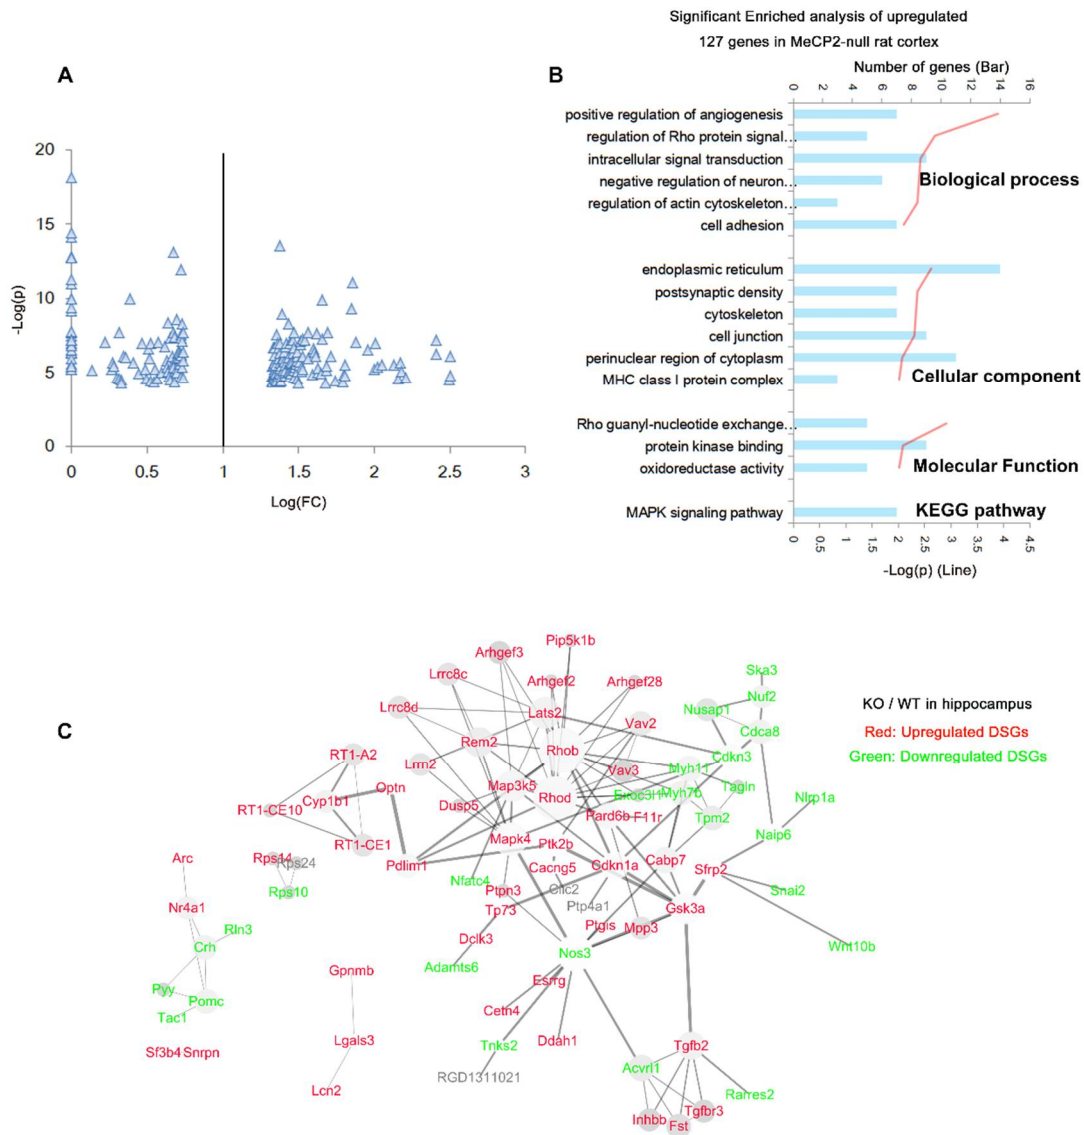 Significant Enriched analysis of upregulated
127 genes in MeCP2-null rat cortex
A
B
Number of genes (Bar)
0 2 4 6 8 10 12 14 16
positive regulation of angiogenesis
regulation of Rho protein signal...
intracellular signal transduction
negative regulation of neuron...
regulation of actin cytoskeleton...
cell adhesion
Biological process
endoplasmic reticulum
postsynaptic density
cytoskeleton
cell junction
perinuclear region of cytoplasm
MHC class I protein complex
Cellular component
Rho guanyl-nucleotide exchange...
protein kinase binding
oxidoreductase activity
Molecular Function
MAPK signaling pathway
KEGG pathway
0 0.5 1 1.5 2 2.5 3 3.5 4 4.5
-Log(p) (Line)
20
15
10
5
0
-Log(p)
0 0.5 1 1.5 2 2.5 3 3.5
Log(FC)
C
KO / WT in hippocampus
Red: Upregulated DSGs
Green: Downregulated DSGs
Pip5k1b
Arhgef3
Lrrc8c
Arhgef2
Arhgef28
Ska3
Nuf2
Lrrc8d
Lats2
Nusap1
Vav2
Cdca8
Rem2
Rhob
RT1-A2
Lrrn2
Cdkn3
Vav3
Myh11
Optn
Map3k5
Tagln
Cyp1b1
Rhod
Exoc3l1
Myh7b
Nlrp1a
RT1-CE10
Dusp5
Pard6b
F11r
Tpm2
Naip6
RT1-CE1
Mapk4
Ptk2b
Arc
Rps14
Rps24
Pdlim1
Cacng5
Cdkn1a
Cabp7
Sfrp2
Nfatc4
Clic2
Rps10
Ptpn3
Snai2
Nr4a1
Tp73
Ptp4a1
Gsk3a
Rln3
Ptgis
Mpp3
Crh
Dclk3
Nos3
Wnt10b
Gpnmb
Adamts6
Pyy
Esrrg
Pomc
Tac1
Cetn4
Lgals3
Tnks2
Ddah1
Tgfb2
Sf3b4
Snrpn
Acvrl1
RGD1311021
Lcn2
Rarres2
Tgfbr3
Inhbb
Fst